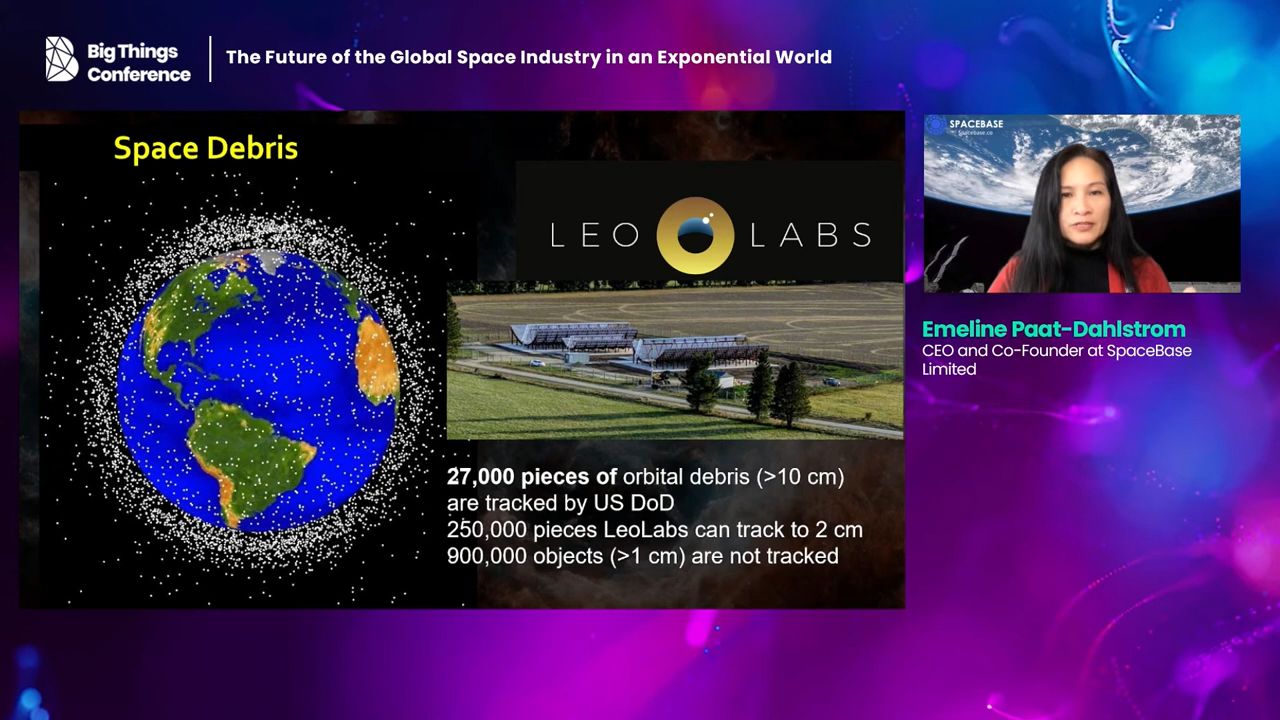 Big Things
Conference
The Future of the Global Space Industry in an Exponential World
Space Debris
LEO LABS
27,000 pieces of orbital debris (>10 cm)
are tracked by US DoD
250,000 pieces LeoLabs can track to 2 cm
900,000 objects (>1 cm) are not tracked
SPACEBASE
Spacebase.co
Emeline Paat-Dahlstrom
CEO and Co-Founder at SpaceBase
Limited